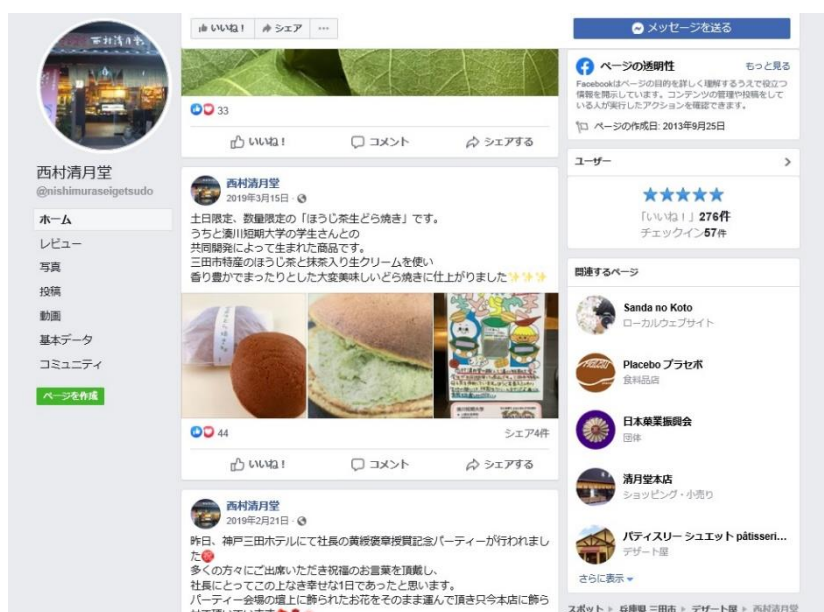 西村清月堂
@nishimuraseigetsudo
ホーム
レビュー
写真
投稿
動画
基本データ
コミュニティ
ページを作成
いいね！ シェア ···
33
いいね！ コメント シェアする
西村清月堂
2019年3月15日 ·
土日限定、数量限定の「ほうじ茶生どら焼き」です。
うちと湊川短期大学の学生さんとの
共同開発によって生まれた商品です。
三田市特産のほうじ茶と抹茶入り生クリームを使い
香り豊かでまったりとした大変美味しいどら焼きに仕上がりました✨✨✨
44 シェア4件
いいね！ コメント シェアする
西村清月堂
2019年2月21日 ·
昨日、神戸三田ホテルにて社長の黄綬褒章授賞記念パーティーが行われまし
た㊗
多くの方々にご出席いただき祝福のお言葉を頂戴し、
社長にとってこの上なき幸せな1日であったと思います。
パーティー会場の壇上に飾られたお花をそのまま運んで頂き只今本店に飾ら
メッセージを送る
ページの透明性 もっと見る
Facebookはページの目的を詳しく理解するうえで役立つ
情報を開示しています。コンテンツの管理や投稿をして
いる人が実行したアクションを確認できます。
ページの作成日: 2013年9月25日
ユーザー
「いいね！」276件
チェックイン57件
関連するページ
Sanda no Koto
ローカルウェブサイト
Placebo プラセボ
食料品店
日本菓業振興会
団体
清月堂本店
ショッピング・小売り
パティスリー シュエット pâtisseri...
デザート屋
さらに表示
スポット 兵庫県 三田市 デザート屋 西村清月堂